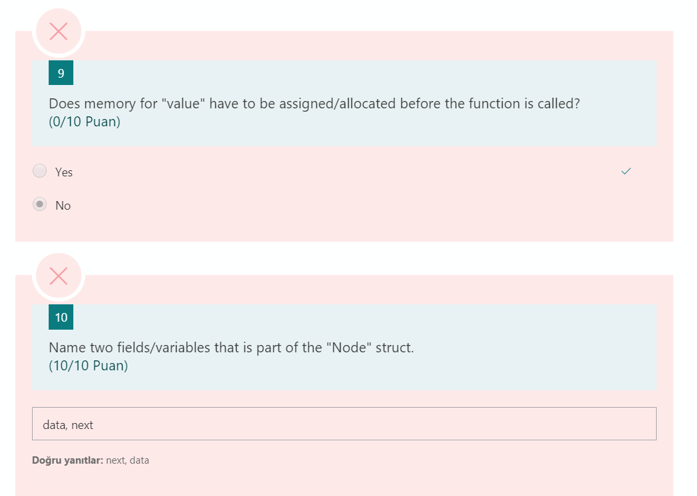 9
Does memory for "value" have to be assigned/allocated before the function is called?
(0/10 Puan)
Yes
No
10
Name two fields/variables that is part of the "Node" struct.
(10/10 Puan)
data, next
Doğru yanıtlar: next, data